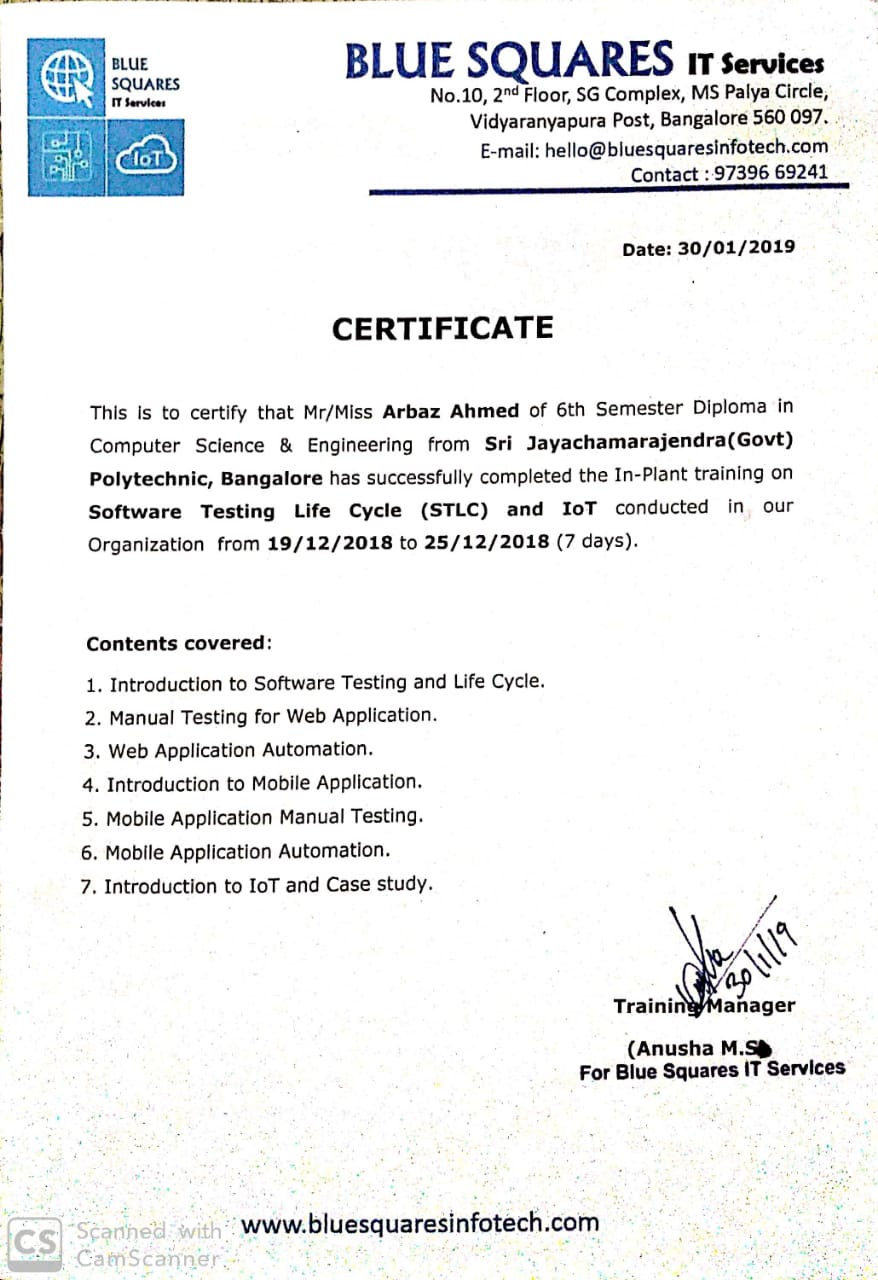 BLUE
SQUARES
IT Services
IoT
BLUE SQUARES IT Services
No.10, 2nd Floor, SG Complex, MS Palya Circle,
Vidyaranyapura Post, Bangalore 560 097.
E-mail: hello@bluesquaresinfotech.com
Contact : 97396 69241
Date: 30/01/2019
CERTIFICATE
This is to certify that Mr/Miss Arbaz Ahmed of 6th Semester Diploma in
Computer Science & Engineering from Sri Jayachamarajendra(Govt)
Polytechnic, Bangalore has successfully completed the In-Plant training on
Software Testing Life Cycle (STLC) and IoT conducted in our
Organization from 19/12/2018 to 25/12/2018 (7 days).
Contents covered:
1. Introduction to Software Testing and Life Cycle.
2. Manual Testing for Web Application.
3. Web Application Automation.
4. Introduction to Mobile Application.
5. Mobile Application Manual Testing.
6. Mobile Application Automation.
7. Introduction to IoT and Case study.
30/1/19
Training Manager
(Anusha M.S
For Blue Squares IT Services
www.bluesquaresinfotech.com
CS Scanned with
CamScanner